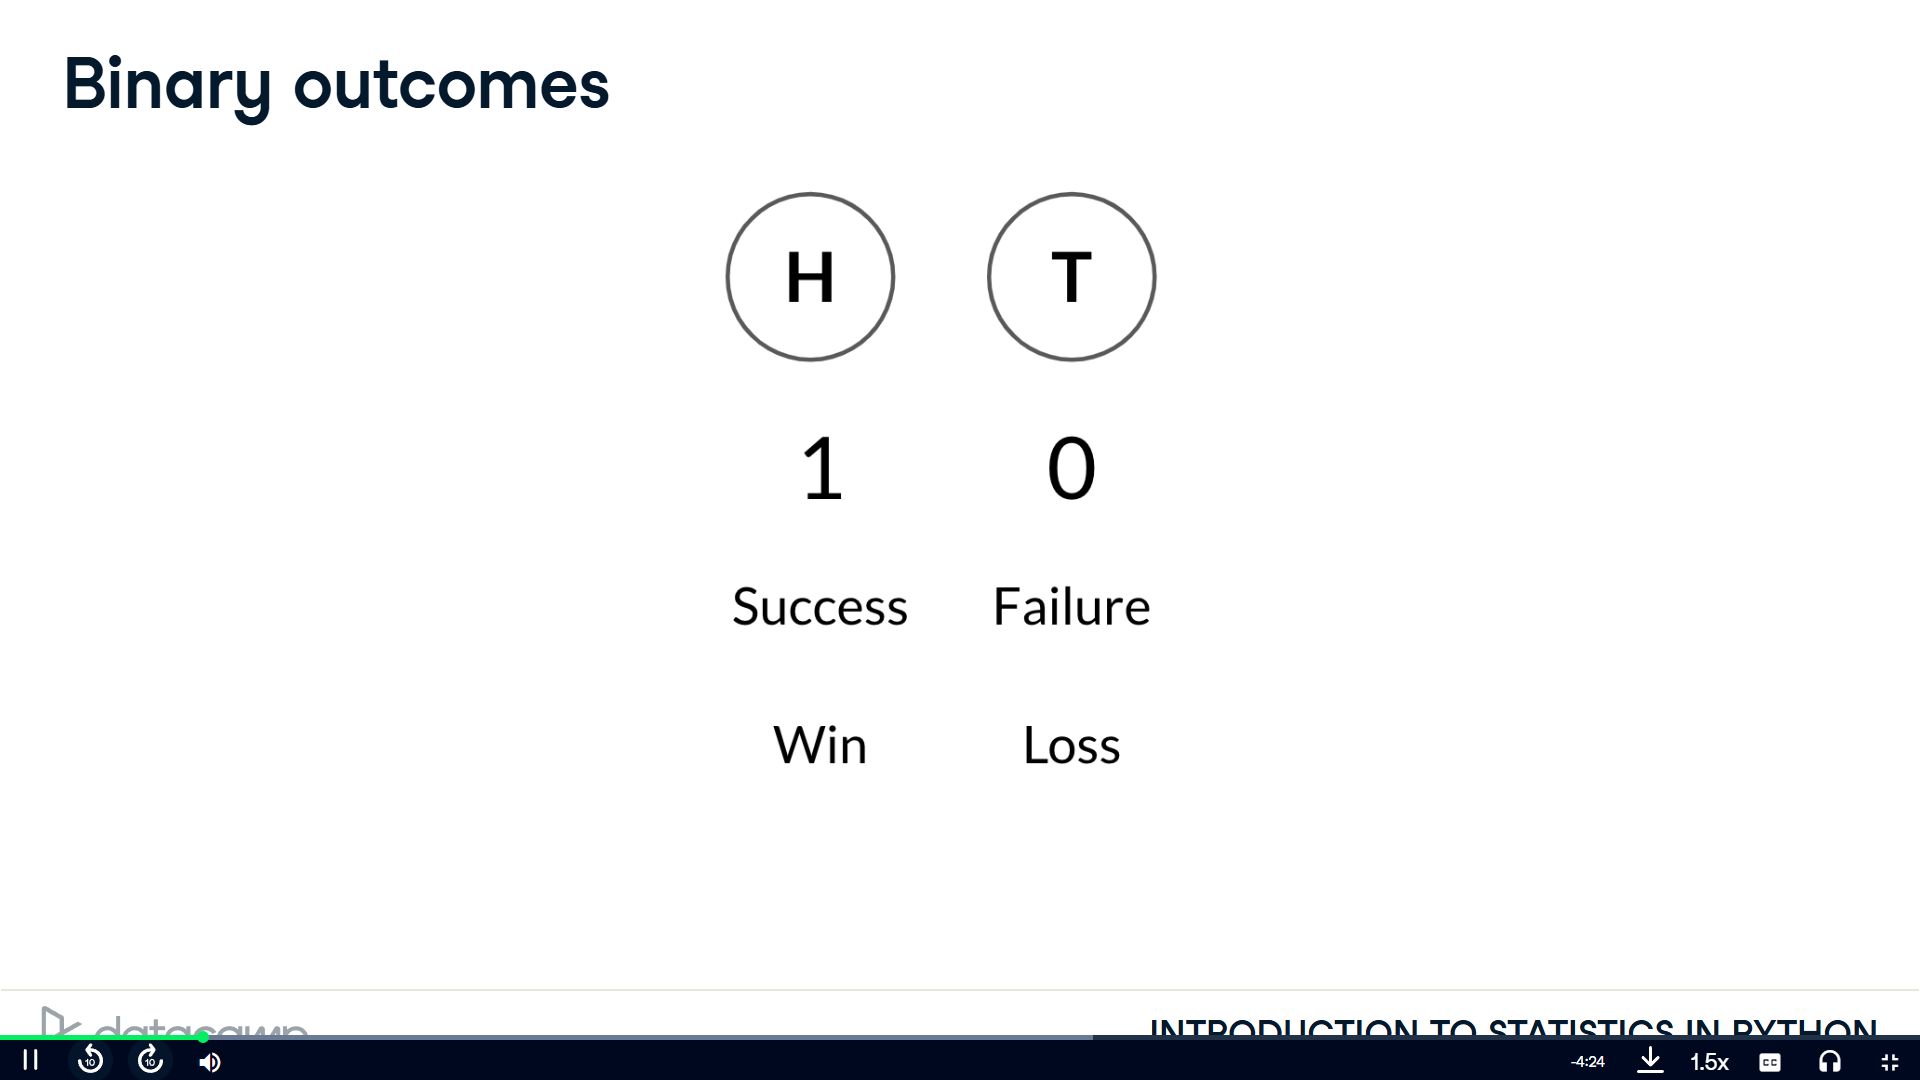 Binary outcomes
H T
1 0
Success Failure
Win Loss
datacamp
INTRODUCTION TO STATISTICS IN PYTHON
10 10 -4:24 1.5x CC